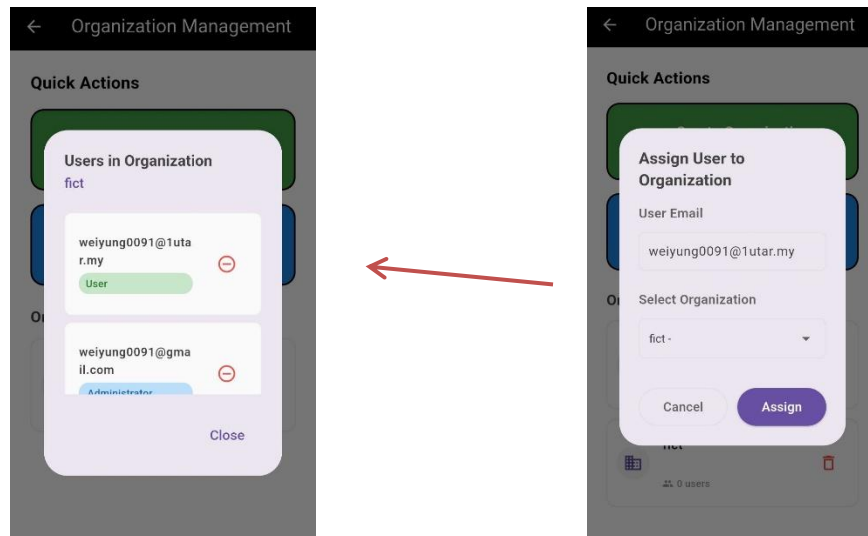 Organization Management
Quick Actions
Users in Organization
fict
weiyung0091@1uta
r.my
User
weiyung0091@gma
il.com
Administrator
Close
Organization Management
Quick Actions
Assign User to
Organization
User Email
weiyung0091@1utar.my
Select Organization
fict -
Cancel
Assign
fict
0 users